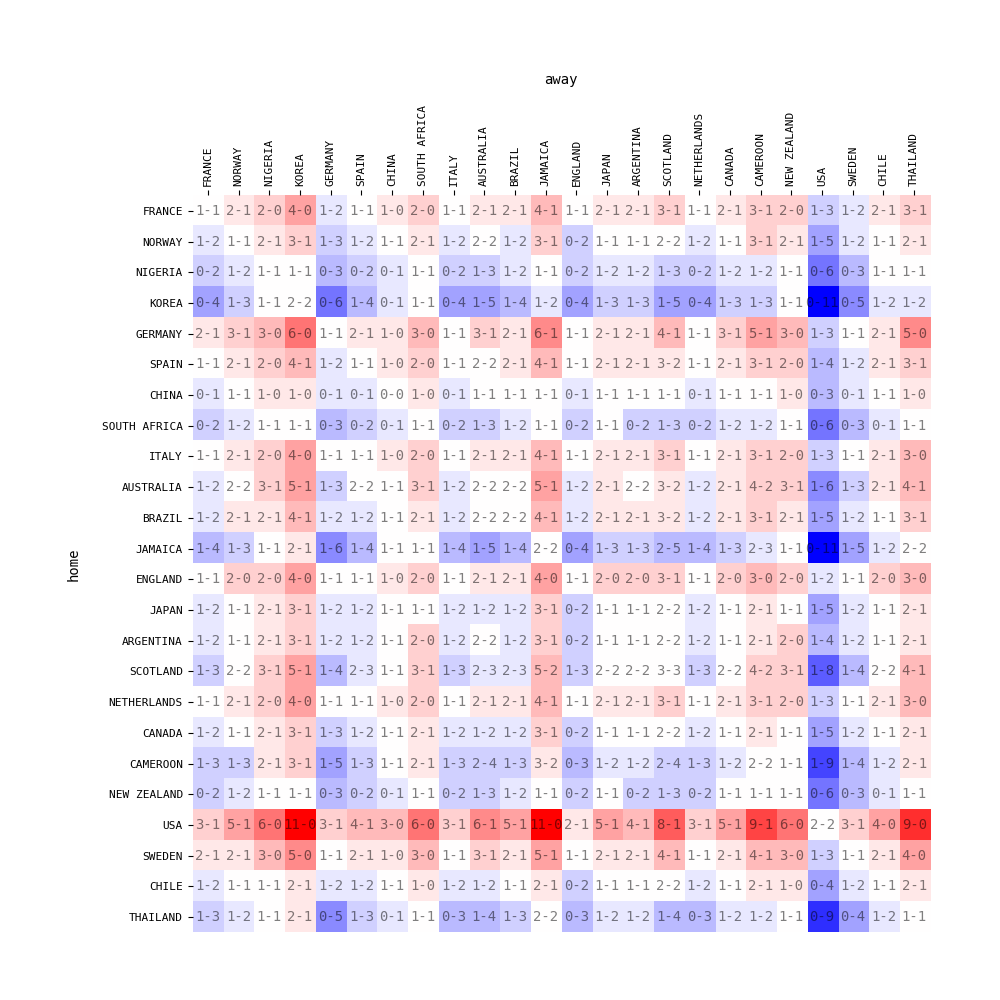 away
FRANCE NORWAY NIGERIA KOREA GERMANY SPAIN CHINA SOUTH AFRICA ITALY AUSTRALIA BRAZIL JAMAICA ENGLAND JAPAN ARGENTINA SCOTLAND NETHERLANDS CANADA CAMEROON NEW ZEALAND USA SWEDEN CHILE THAILAND
home
FRANCE 1-1 2-1 2-0 4-0 1-2 1-1 1-0 2-0 1-1 2-1 2-1 4-1 1-1 2-1 2-1 3-1 1-1 2-1 3-1 2-0 1-3 1-2 2-1 3-1
NORWAY 1-2 1-1 2-1 3-1 1-3 1-2 1-1 2-1 1-2 2-2 1-2 3-1 0-2 1-1 1-1 2-2 1-2 1-1 3-1 2-1 1-5 1-2 1-1 2-1
NIGERIA 0-2 1-2 1-1 1-1 0-3 0-2 0-1 1-1 0-2 1-3 1-2 1-1 0-2 1-2 1-2 1-3 0-2 1-2 1-2 1-1 0-6 0-3 1-1 1-1
KOREA 0-4 1-3 1-1 2-2 0-6 1-4 0-1 1-1 0-4 1-5 1-4 1-2 0-4 1-3 1-3 1-5 0-4 1-3 1-3 1-1 0-11 0-5 1-2 1-2
GERMANY 2-1 3-1 3-0 6-0 1-1 2-1 1-0 3-0 1-1 3-1 2-1 6-1 1-1 2-1 2-1 4-1 1-1 3-1 5-1 3-0 1-3 1-1 2-1 5-0
SPAIN 1-1 2-1 2-0 4-1 1-2 1-1 1-0 2-0 1-1 2-2 2-1 4-1 1-1 2-1 2-1 3-2 1-1 2-1 3-1 2-0 1-4 1-2 2-1 3-1
CHINA 0-1 1-1 1-0 1-0 0-1 0-1 0-0 1-0 0-1 1-1 1-1 1-1 0-1 1-1 1-1 1-1 0-1 1-1 1-1 1-0 0-3 0-1 1-1 1-0
SOUTH AFRICA 0-2 1-2 1-1 1-1 0-3 0-2 0-1 1-1 0-2 1-3 1-2 1-1 0-2 1-1 0-2 1-3 0-2 1-2 1-2 1-1 0-6 0-3 0-1 1-1
ITALY 1-1 2-1 2-0 4-0 1-1 1-1 1-0 2-0 1-1 2-1 2-1 4-1 1-1 2-1 2-1 3-1 1-1 2-1 3-1 2-0 1-3 1-1 2-1 3-0
AUSTRALIA 1-2 2-2 3-1 5-1 1-3 2-2 1-1 3-1 1-2 2-2 2-2 5-1 1-2 2-1 2-2 3-2 1-2 2-1 4-2 3-1 1-6 1-3 2-1 4-1
BRAZIL 1-2 2-1 2-1 4-1 1-2 1-2 1-1 2-1 1-2 2-2 2-2 4-1 1-2 2-1 2-1 3-2 1-2 2-1 3-1 2-1 1-5 1-2 1-1 3-1
JAMAICA 1-4 1-3 1-1 2-1 1-6 1-4 1-1 1-1 1-4 1-5 1-4 2-2 0-4 1-3 1-3 2-5 1-4 1-3 2-3 1-1 0-11 1-5 1-2 2-2
ENGLAND 1-1 2-0 2-0 4-0 1-1 1-1 1-0 2-0 1-1 2-1 2-1 4-0 1-1 2-0 2-0 3-1 1-1 2-0 3-0 2-0 1-2 1-1 2-0 3-0
JAPAN 1-2 1-1 2-1 3-1 1-2 1-2 1-1 1-1 1-2 1-2 1-2 3-1 0-2 1-1 1-1 2-2 1-2 1-1 2-1 1-1 1-5 1-2 1-1 2-1
ARGENTINA 1-2 1-1 2-1 3-1 1-2 1-2 1-1 2-0 1-2 2-2 1-2 3-1 0-2 1-1 1-1 2-2 1-2 1-1 2-1 2-0 1-4 1-2 1-1 2-1
SCOTLAND 1-3 2-2 3-1 5-1 1-4 2-3 1-1 3-1 1-3 2-3 2-3 5-2 1-3 2-2 2-2 3-3 1-3 2-2 4-2 3-1 1-8 1-4 2-2 4-1
NETHERLANDS 1-1 2-1 2-0 4-0 1-1 1-1 1-0 2-0 1-1 2-1 2-1 4-1 1-1 2-1 2-1 3-1 1-1 2-1 3-1 2-0 1-3 1-1 2-1 3-0
CANADA 1-2 1-1 2-1 3-1 1-3 1-2 1-1 2-1 1-2 1-2 1-2 3-1 0-2 1-1 1-1 2-2 1-2 1-1 2-1 1-1 1-5 1-2 1-1 2-1
CAMEROON 1-3 1-3 2-1 3-1 1-5 1-3 1-1 2-1 1-3 2-4 1-3 3-2 0-3 1-2 1-2 2-4 1-3 1-2 2-2 1-1 1-9 1-4 1-2 2-1
NEW ZEALAND 0-2 1-2 1-1 1-1 0-3 0-2 0-1 1-1 0-2 1-3 1-2 1-1 0-2 1-1 0-2 1-3 0-2 1-1 1-1 1-1 0-6 0-3 0-1 1-1
USA 3-1 5-1 6-0 11-0 3-1 4-1 3-0 6-0 3-1 6-1 5-1 11-0 2-1 5-1 4-1 8-1 3-1 5-1 9-1 6-0 2-2 3-1 4-0 9-0
SWEDEN 2-1 2-1 3-0 5-0 1-1 2-1 1-0 3-0 1-1 3-1 2-1 5-1 1-1 2-1 2-1 4-1 1-1 2-1 4-1 3-0 1-3 1-1 2-1 4-0
CHILE 1-2 1-1 1-1 2-1 1-2 1-2 1-1 1-0 1-2 1-2 1-1 2-1 0-2 1-1 1-1 2-2 1-2 1-1 2-1 1-0 0-4 1-2 1-1 2-1
THAILAND 1-3 1-2 1-1 2-1 0-5 1-3 0-1 1-1 0-3 1-4 1-3 2-2 0-3 1-2 1-2 1-4 0-3 1-2 1-2 1-1 0-9 0-4 1-2 1-1